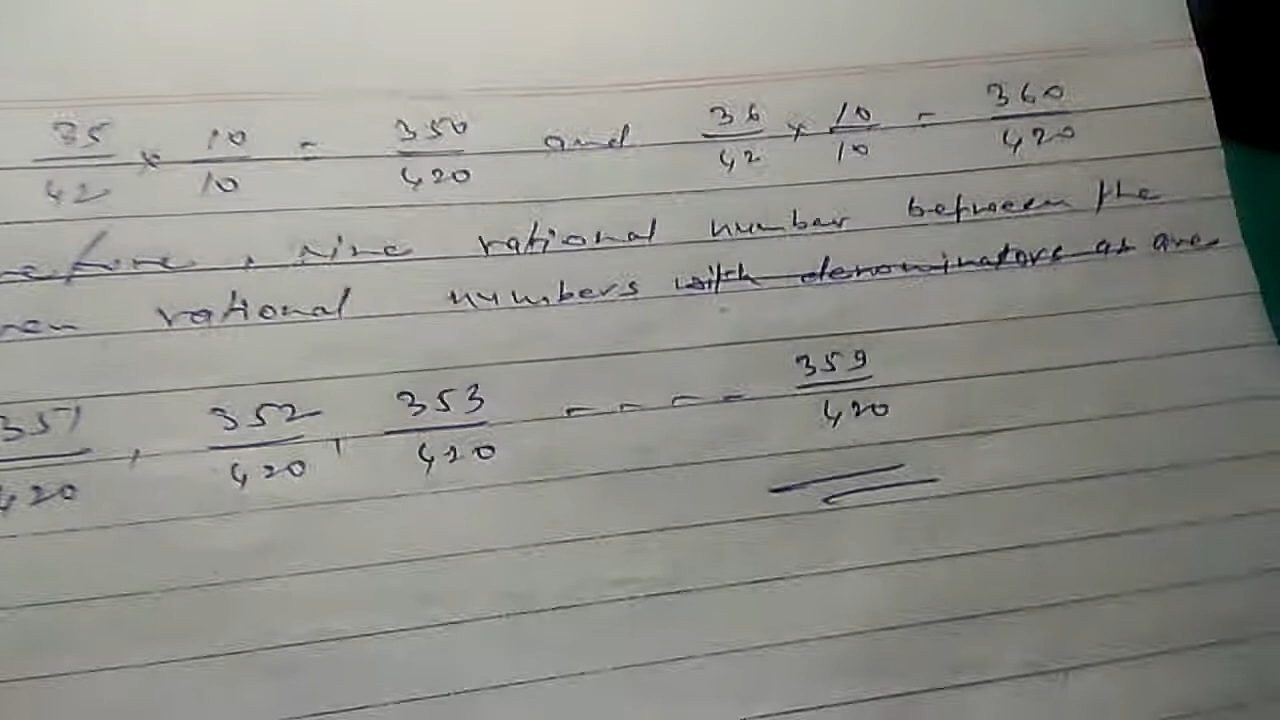 35/42 × 10/10 = 350/420 and 36/42 × 10/10 = 360/420
nine rational number between the
rational numbers with denominators are
351/420, 352/420, 353/420 - - - - 359/420